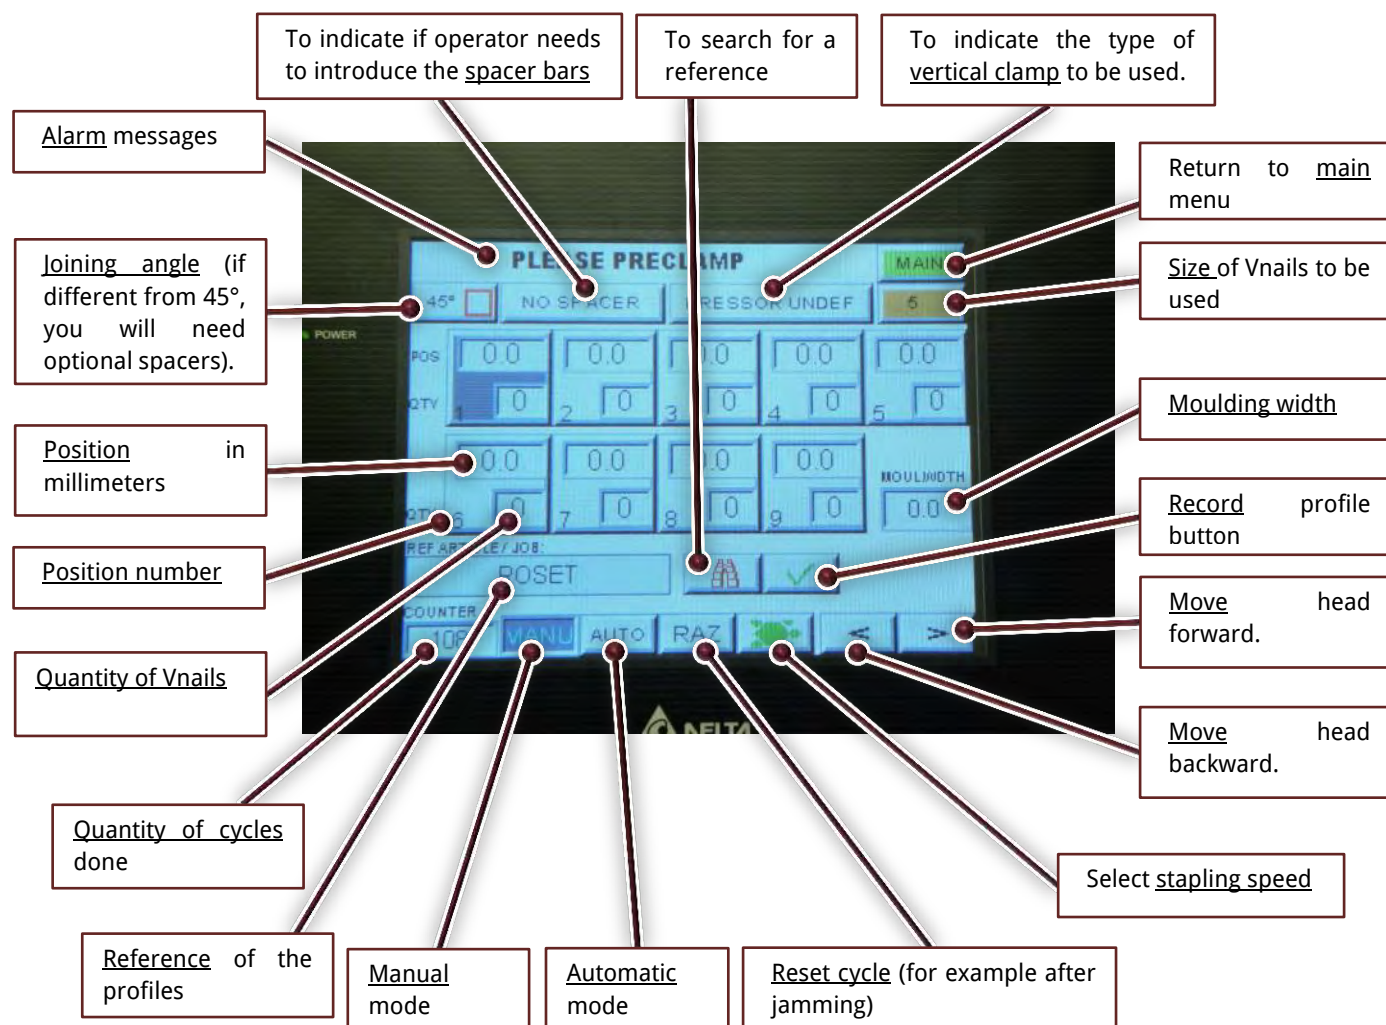 To indicate if operator needs
to introduce the spacer bars
To search for a
reference
To indicate the type of
vertical clamp to be used.
Alarm messages
Return to main
menu
Joining angle (if
different from 45°,
you will need
optional spacers).
Size of Vnails to be
used
Position in
millimeters
Moulding width
Position number
Record profile
button
Quantity of Vnails
Move head
forward.
Move head
backward.
Quantity of cycles
done
Select stapling speed
Reference of the
profiles
Manual
mode
Automatic
mode
Reset cycle (for example after
jamming)
PLEASE PRECLAMP
MAIN
45°
NO SPACER
PRESSOR UNDEF
5
POWER
POS
0.0
0.0
0.0
0.0
0.0
QTY
1
0
2
0
3
0
4
0
5
0
0.0
0.0
0.0
0.0
MOULWDTH
0.0
QTY
6
0
7
0
8
0
9
0
REF ARTICLE / JOB:
ROSET
COUNTER
MANU
AUTO
RAZ
<
>
DELTA